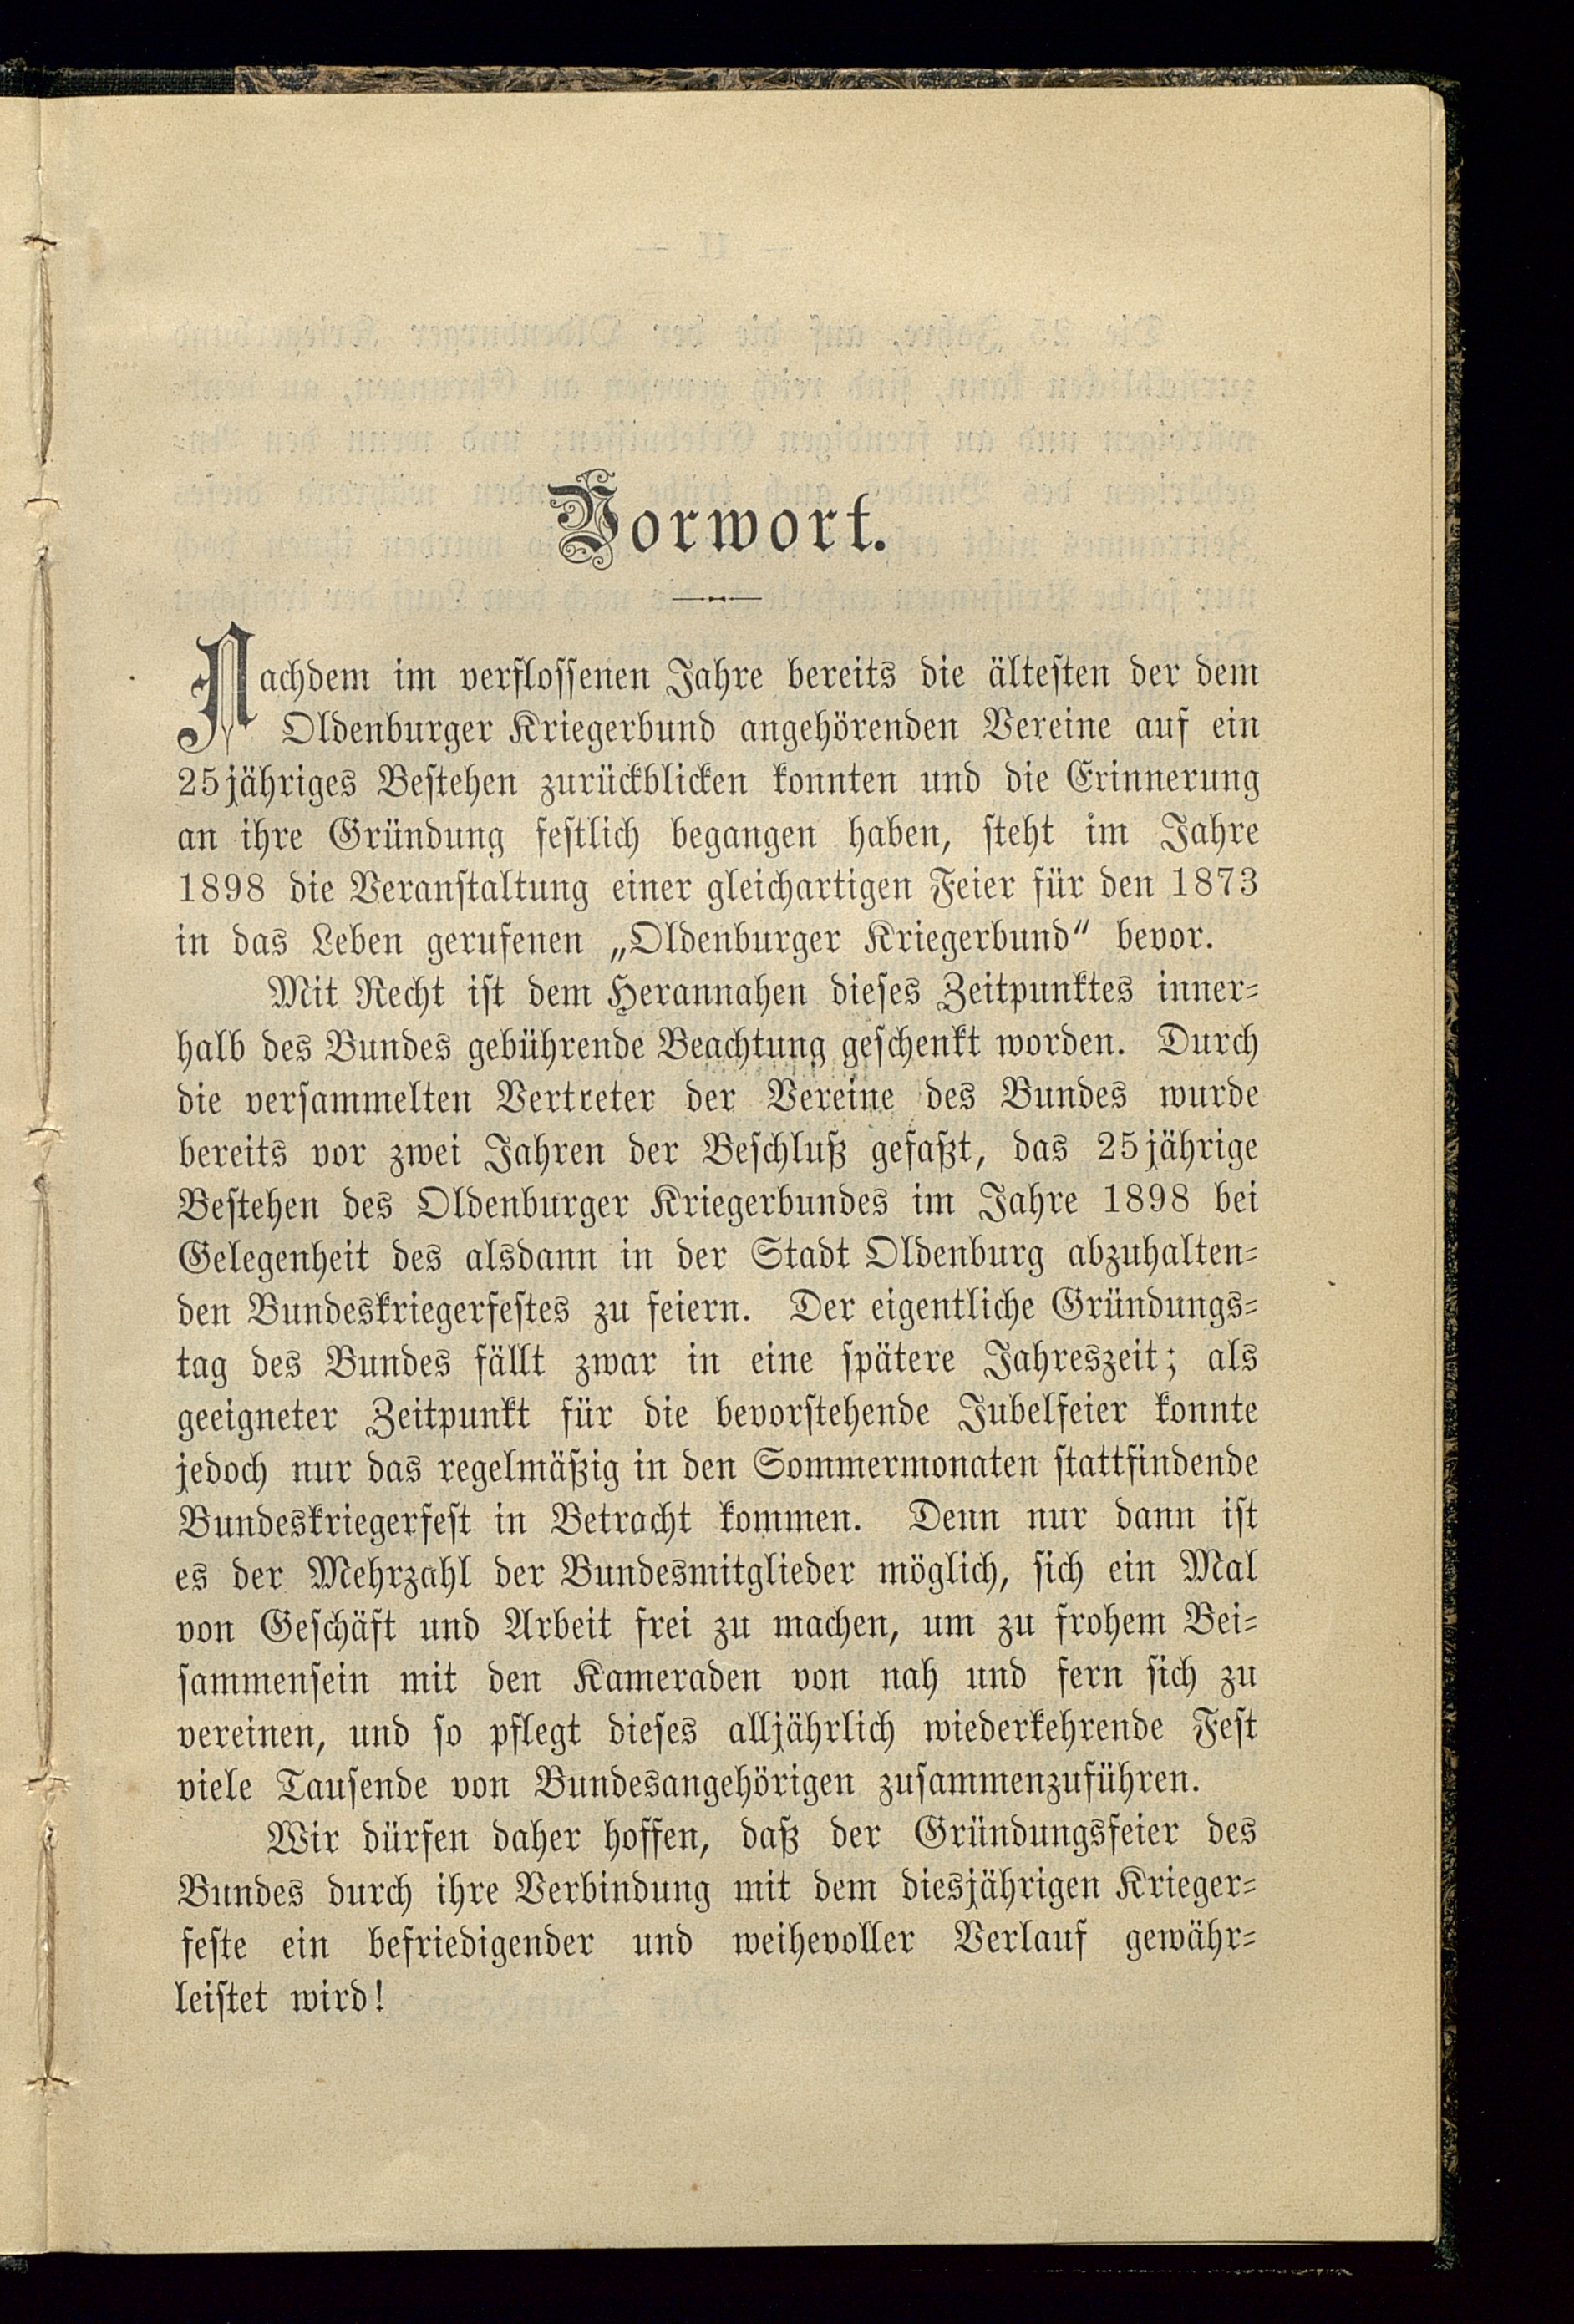 Vorwort.
Nachdem im verflossenen Jahre bereits die ältesten der dem
Oldenburger Kriegerbund angehörenden Vereine auf ein
25jähriges Bestehen zurückblicken konnten und die Erinnerung
an ihre Gründung festlich begangen haben, steht im Jahre
1898 die Veranstaltung einer gleichartigen Feier für den 1873
in das Leben gerufenen „Oldenburger Kriegerbund“ bevor.
Mit Recht ist dem Herannahen dieses Zeitpunktes inner-
halb des Bundes gebührende Beachtung geschenkt worden. Durch
die versammelten Vertreter der Vereine des Bundes wurde
bereits vor zwei Jahren der Beschluß gefaßt, das 25jährige
Bestehen des Oldenburger Kriegerbundes im Jahre 1898 bei
Gelegenheit des alsdann in der Stadt Oldenburg abzuhalten-
den Bundeskriegerfestes zu feiern. Der eigentliche Gründungs-
tag des Bundes fällt zwar in eine spätere Jahreszeit; als
geeigneter Zeitpunkt für die bevorstehende Jubelfeier konnte
jedoch nur das regelmäßig in den Sommermonaten stattfindende
Bundeskriegerfest in Betracht kommen. Denn nur dann ist
es der Mehrzahl der Bundesmitglieder möglich, sich ein Mal
von Geschäft und Arbeit frei zu machen, um zu frohem Bei-
sammensein mit den Kameraden von nah und fern sich zu
vereinen, und so pflegt dieses alljährlich wiederkehrende Fest
viele Tausende von Bundesangehörigen zusammenzuführen.
Wir dürfen daher hoffen, daß der Gründungsfeier des
Bundes durch ihre Verbindung mit dem diesjährigen Krieger-
feste ein befriedigender und weihevoller Verlauf gewähr-
leistet wird!